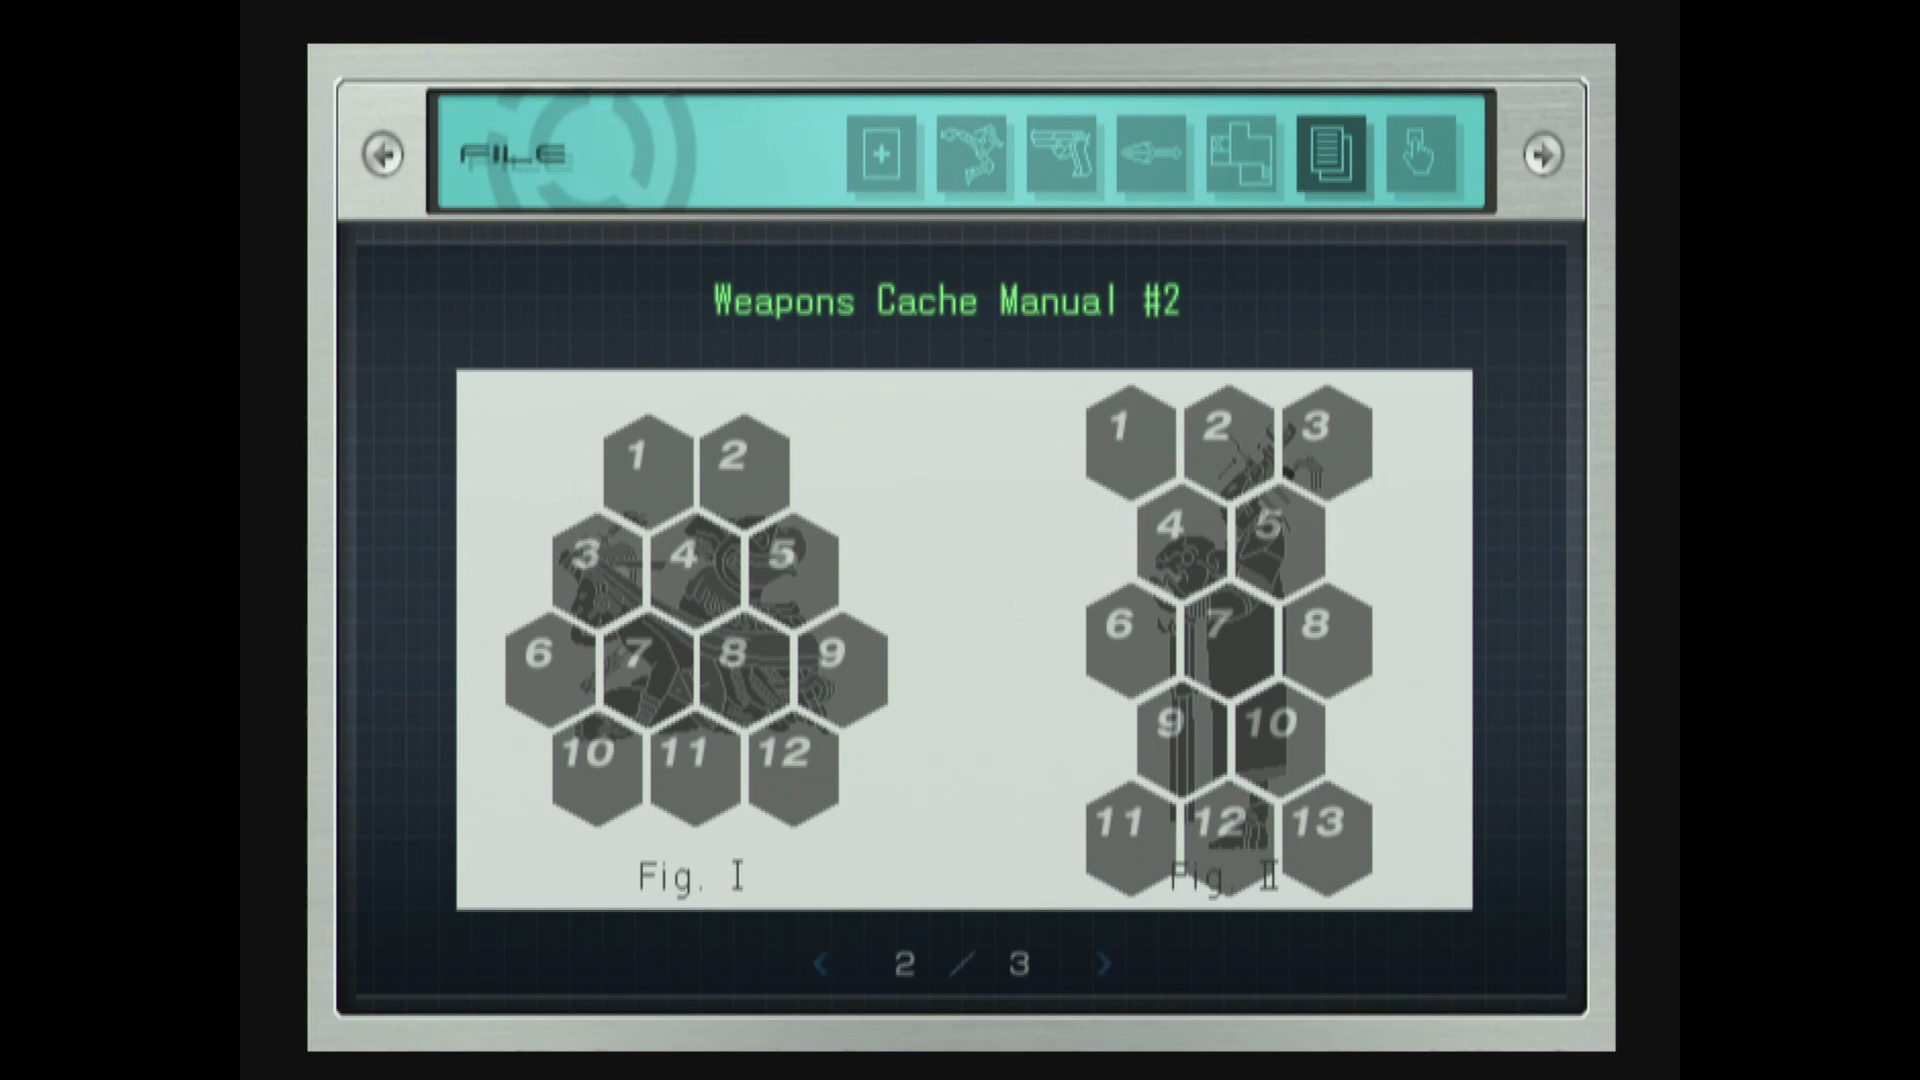 FILE
Weapons Cache Manual #2
1 2
3 4 5
6 7 8 9
10 11 12
Fig. I
1 2 3
4 5
6 7 8
9 10
11 12 13
Fig. II
2 / 3